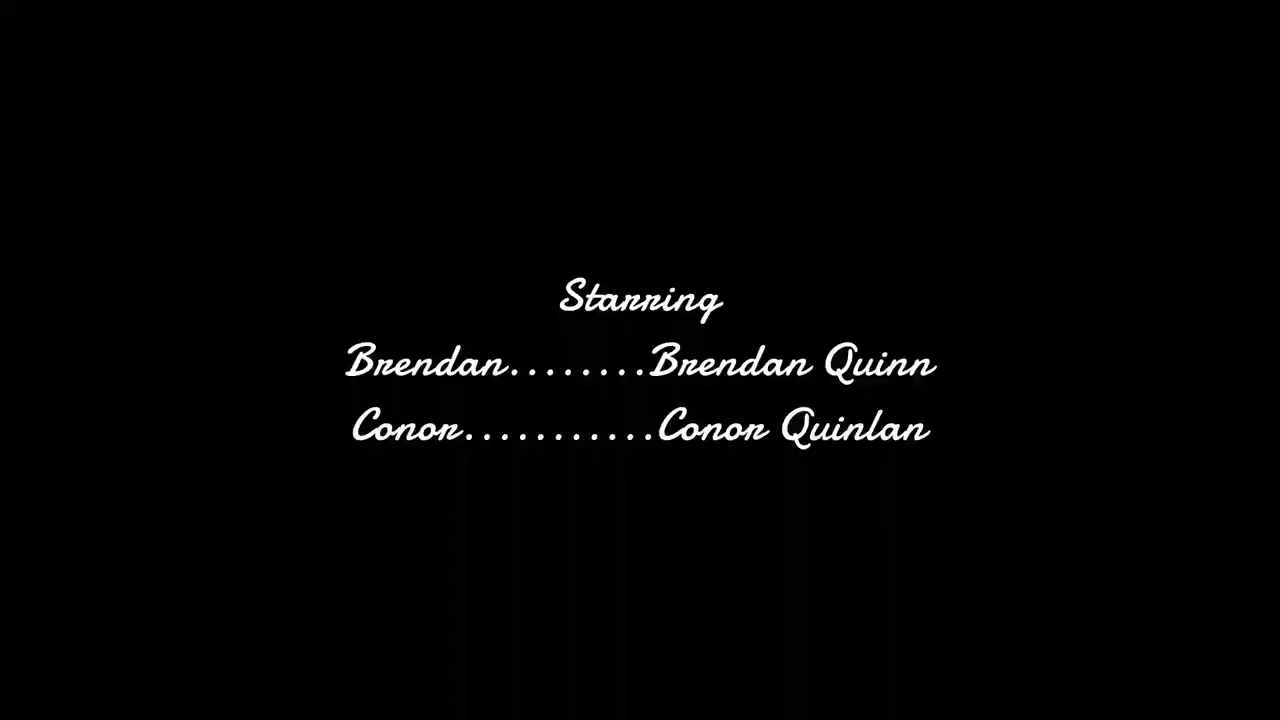 Starring
Brendan........Brendan Quinn
Conor...........Conor Quinlan